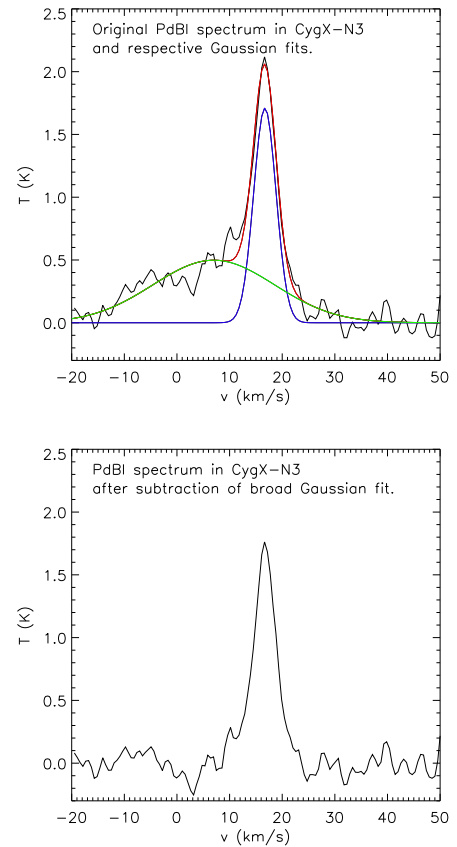 Original PdBI spectrum in CygX-N3
and respective Gaussian fits.
2.5
2.0
1.5
1.0
0.5
0.0
T (K)
-20 -10 0 10 20 30 40 50
v (km/s)
PdBI spectrum in CygX-N3
after subtraction of broad Gaussian fit.
2.5
2.0
1.5
1.0
0.5
0.0
T (K)
-20 -10 0 10 20 30 40 50
v (km/s)